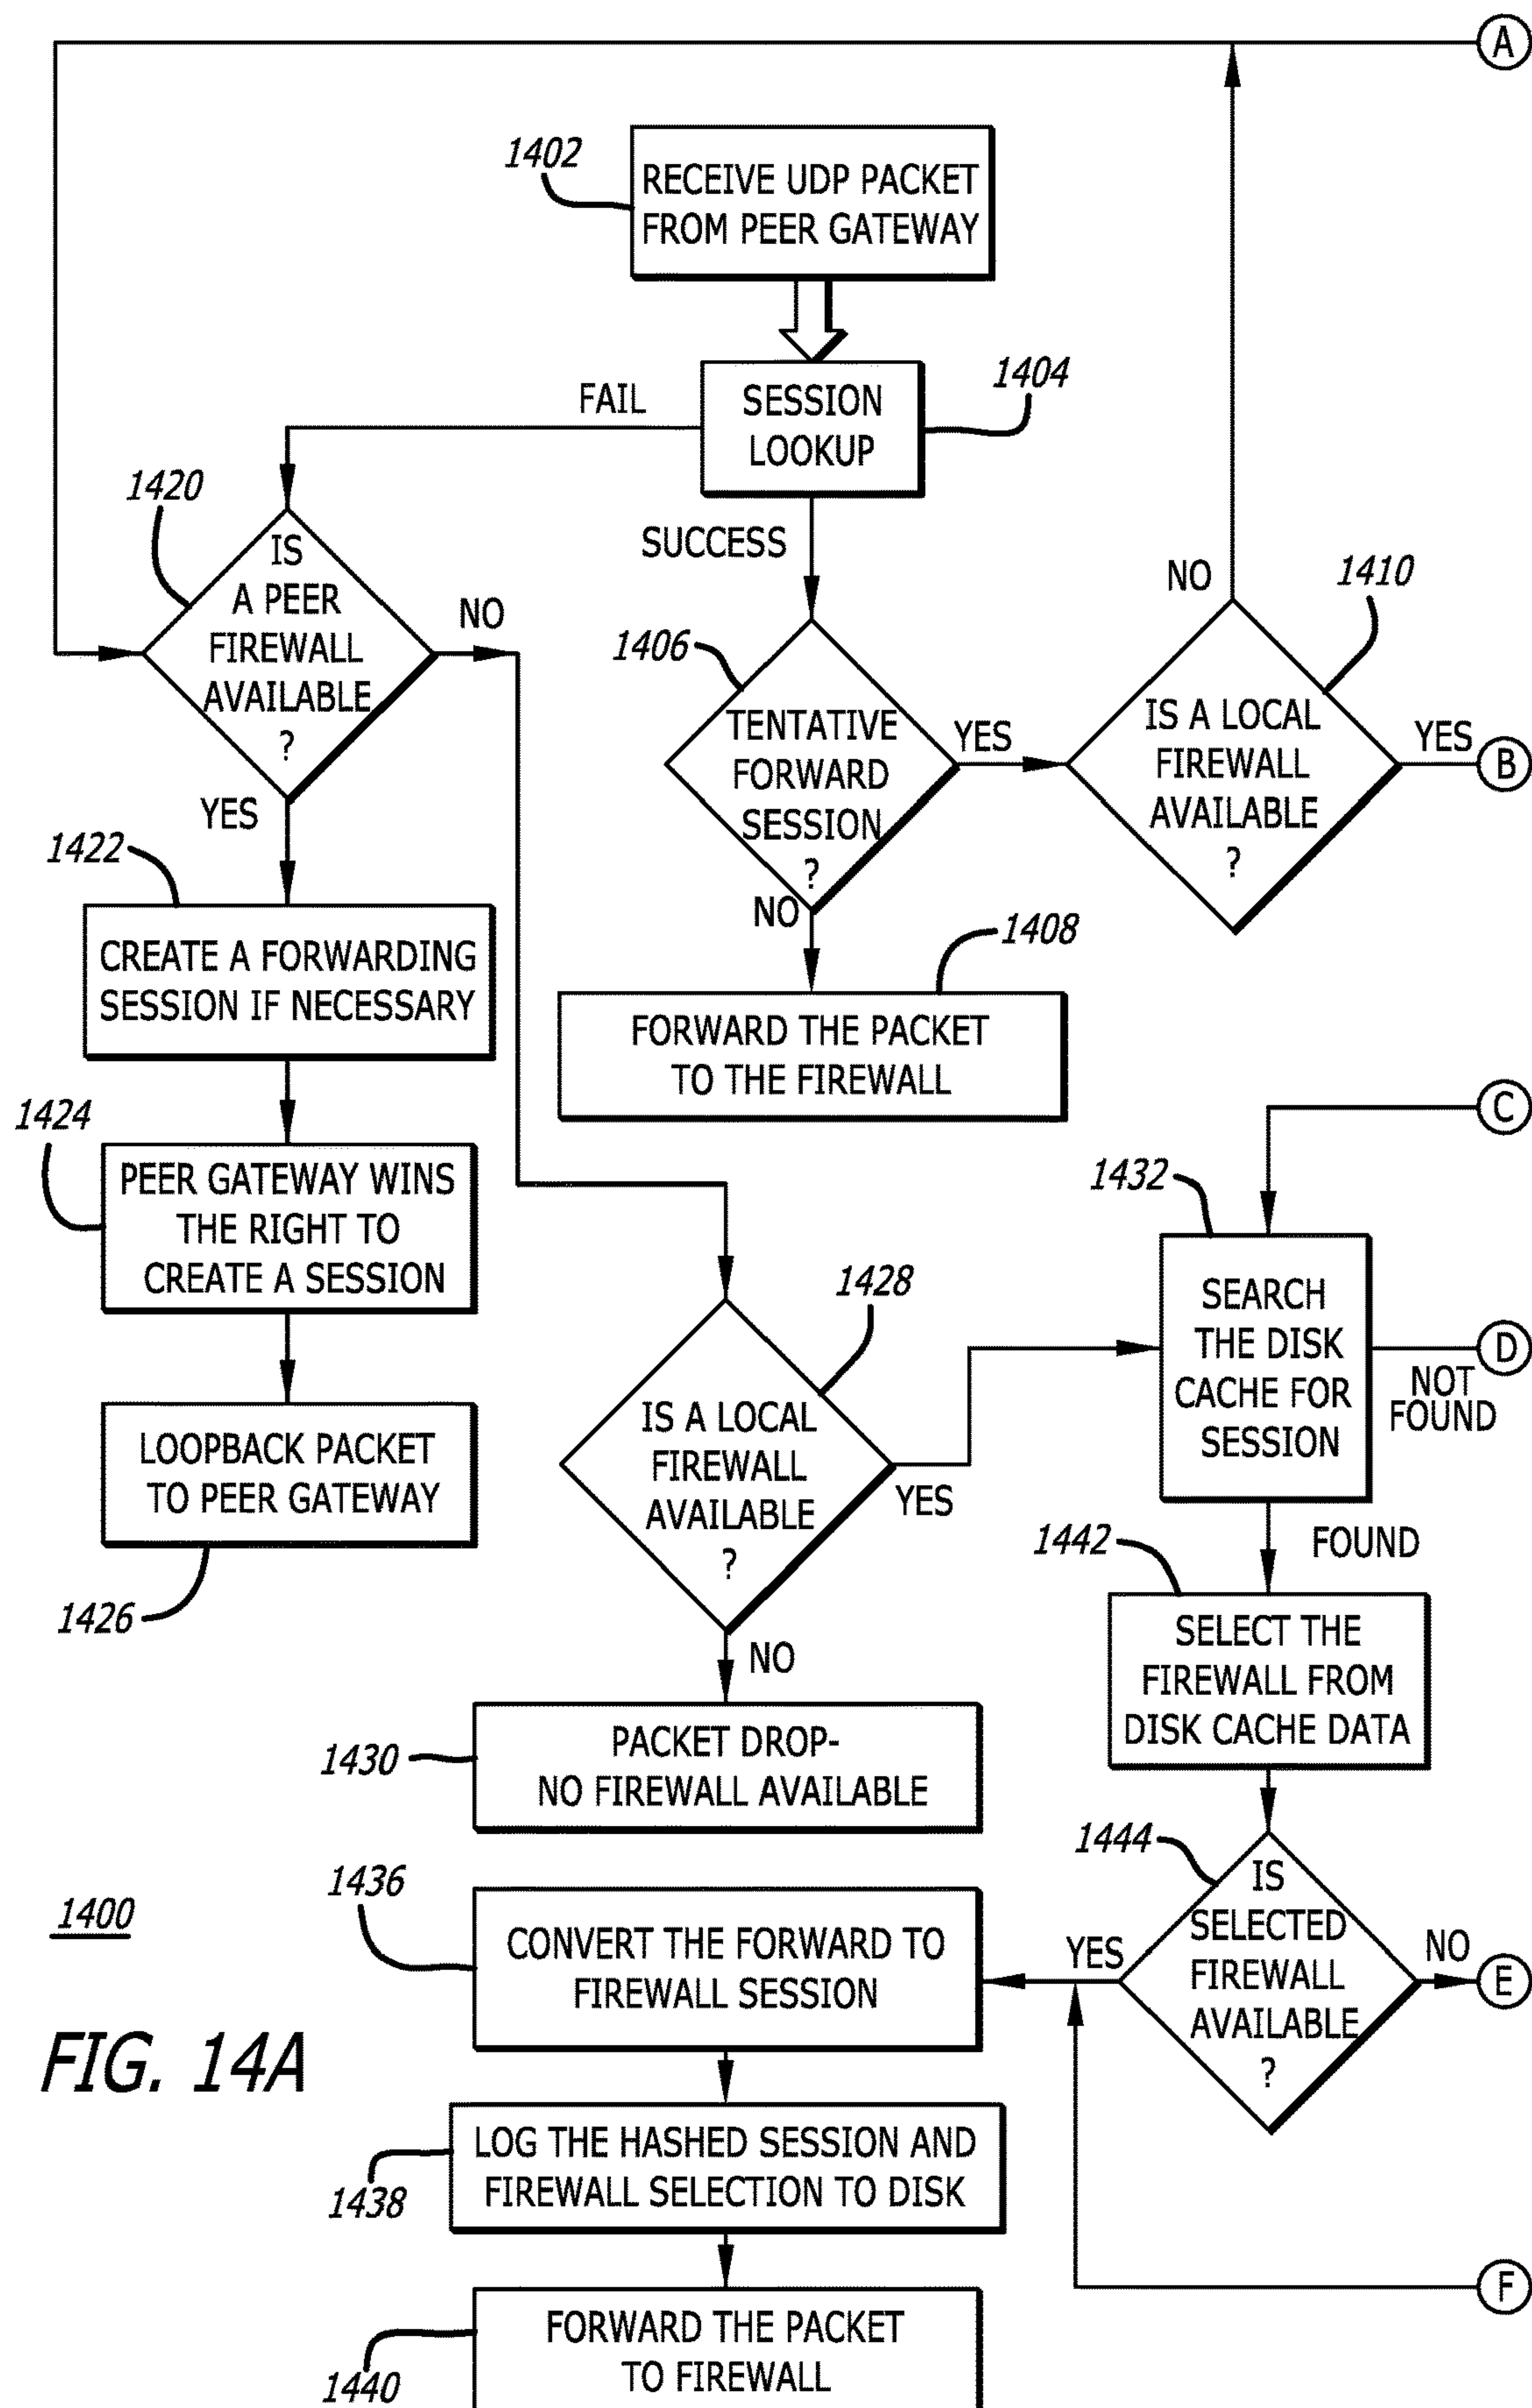 A
1402
RECEIVE UDP PACKET
FROM PEER GATEWAY
FAIL
SESSION
LOOKUP
1404
1420
IS
A PEER
FIREWALL
AVAILABLE
?
NO
YES
SUCCESS
1406
TENTATIVE
FORWARD
SESSION
?
YES
NO
NO
1410
IS A LOCAL
FIREWALL
AVAILABLE
?
YES
B
1422
CREATE A FORWARDING
SESSION IF NECESSARY
1408
FORWARD THE PACKET
TO THE FIREWALL
1424
PEER GATEWAY WINS
THE RIGHT TO
CREATE A SESSION
C
1432
SEARCH
THE DISK
CACHE FOR
SESSION
D
NOT
FOUND
1428
IS A LOCAL
FIREWALL
AVAILABLE
?
YES
NO
LOOPBACK PACKET
TO PEER GATEWAY
1426
FOUND
1442
SELECT THE
FIREWALL FROM
DISK CACHE DATA
1430
PACKET DROP-
NO FIREWALL AVAILABLE
1444
IS
SELECTED
FIREWALL
AVAILABLE
?
YES
NO
E
1436
CONVERT THE FORWARD TO
FIREWALL SESSION
1400
FIG. 14A
LOG THE HASHED SESSION AND
FIREWALL SELECTION TO DISK
1438
F
FORWARD THE PACKET
TO FIREWALL
1440